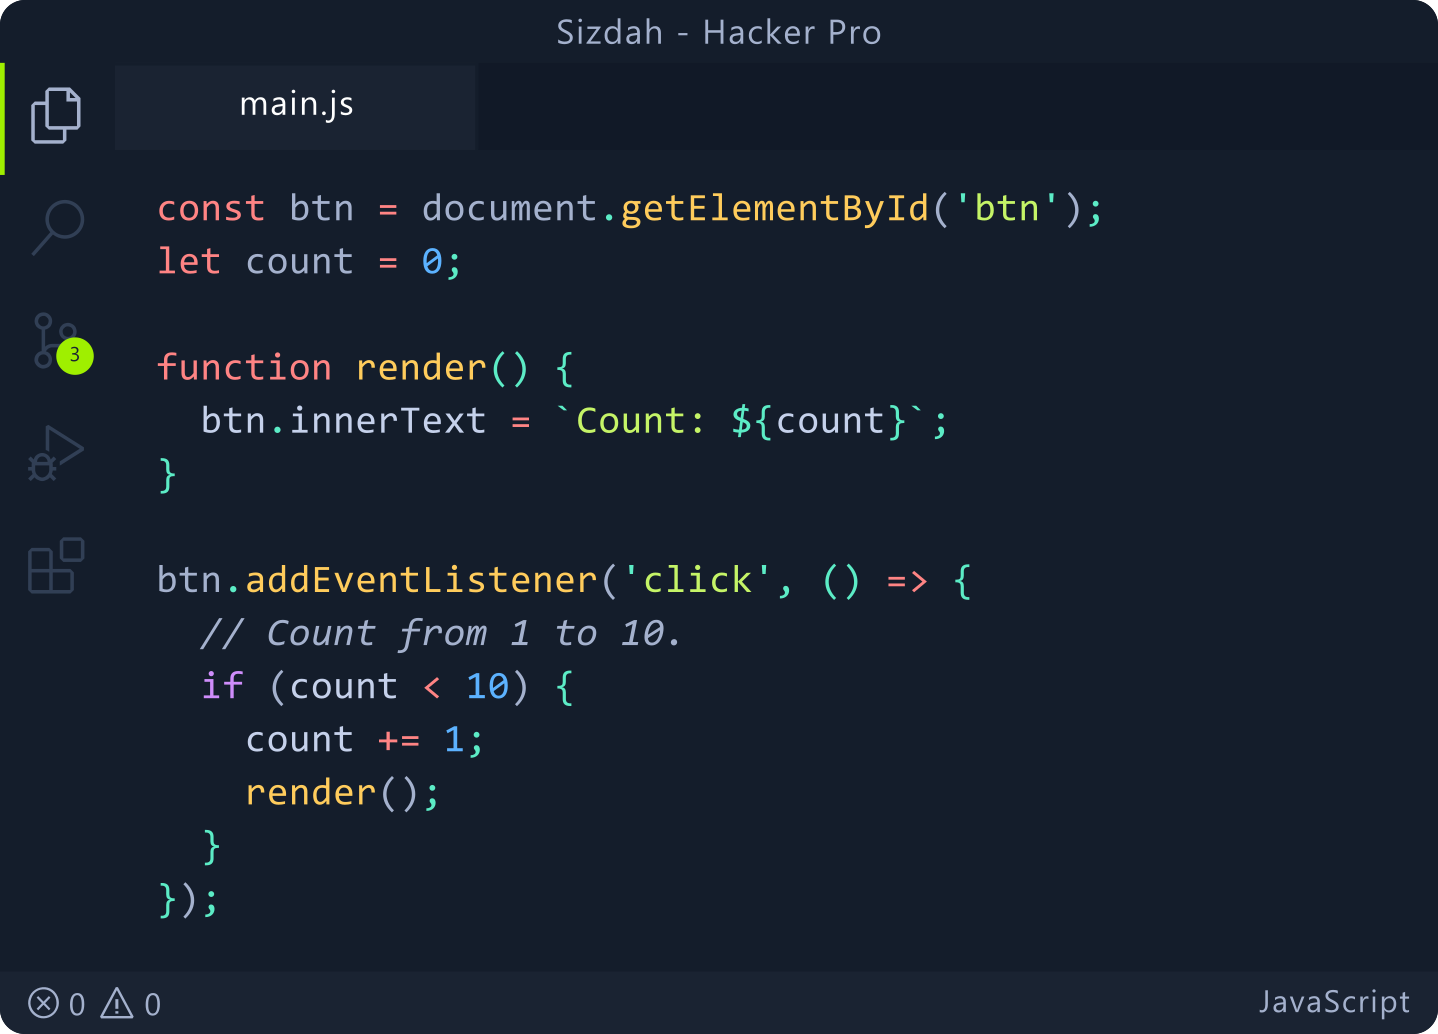 Sizdah - Hacker Pro
main.js
const btn = document.getElementById('btn');
let count = 0;
function render() {
  btn.innerText = `Count: ${count}`;
}
3
btn.addEventListener('click', () => {
  // Count from 1 to 10.
  if (count < 10) {
    count += 1;
    render();
  }
});
0 0 JavaScript